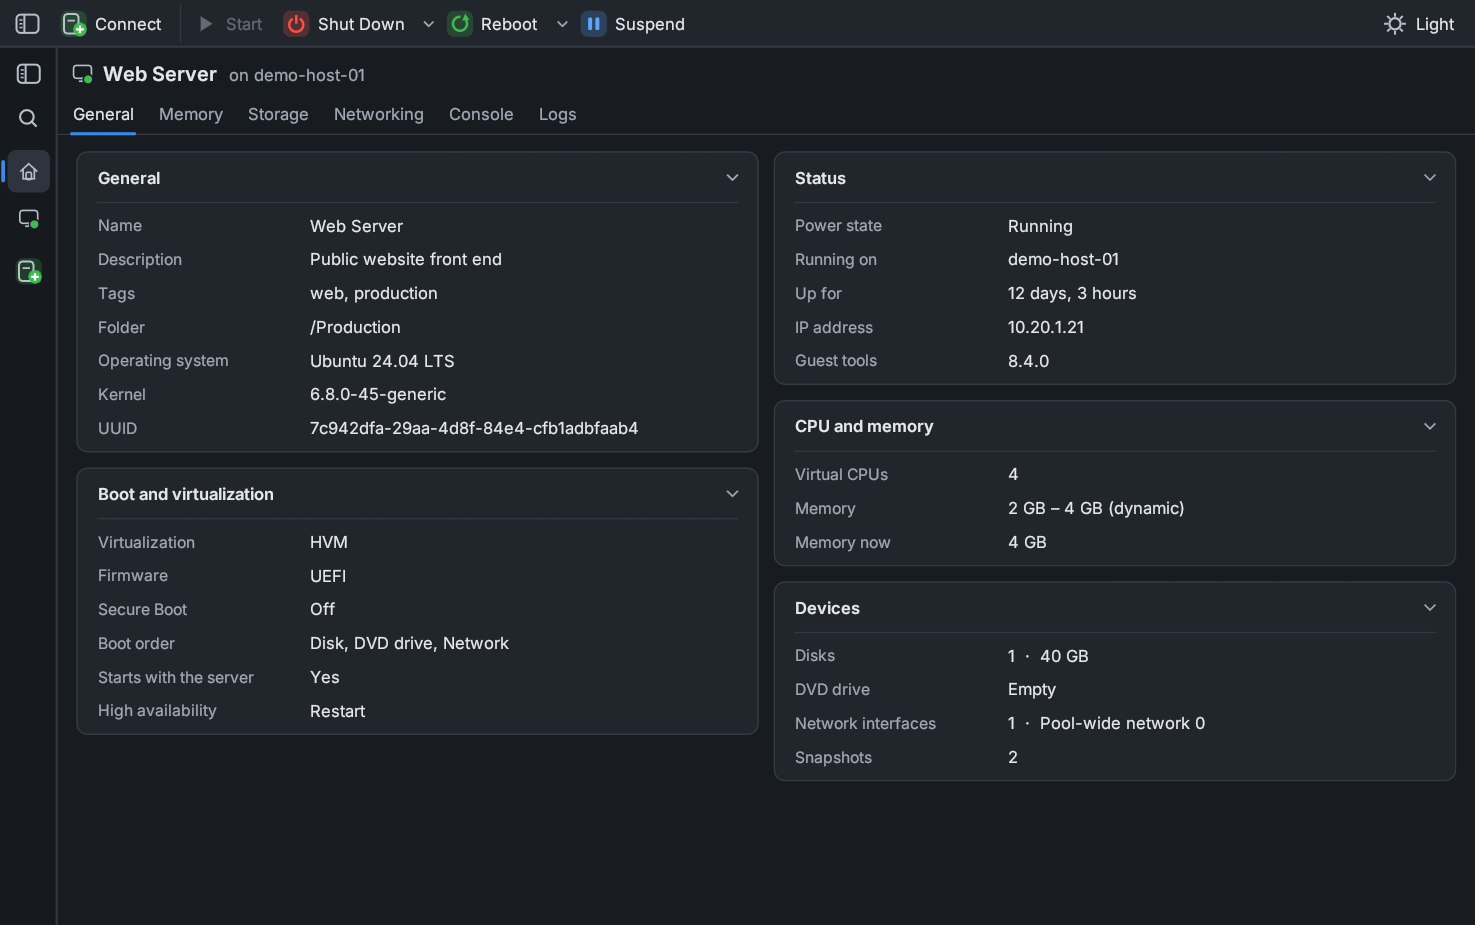 Connect Start Shut Down Reboot Suspend Light
Web Server on demo-host-01
General Memory Storage Networking Console Logs
General
Name Web Server
Description Public website front end
Tags web, production
Folder /Production
Operating system Ubuntu 24.04 LTS
Kernel 6.8.0-45-generic
UUID 7c942dfa-29aa-4d8f-84e4-cfb1adbfaab4
Boot and virtualization
Virtualization HVM
Firmware UEFI
Secure Boot Off
Boot order Disk, DVD drive, Network
Starts with the server Yes
High availability Restart
Status
Power state Running
Running on demo-host-01
Up for 12 days, 3 hours
IP address 10.20.1.21
Guest tools 8.4.0
CPU and memory
Virtual CPUs 4
Memory 2 GB – 4 GB (dynamic)
Memory now 4 GB
Devices
Disks 1 · 40 GB
DVD drive Empty
Network interfaces 1 · Pool-wide network 0
Snapshots 2